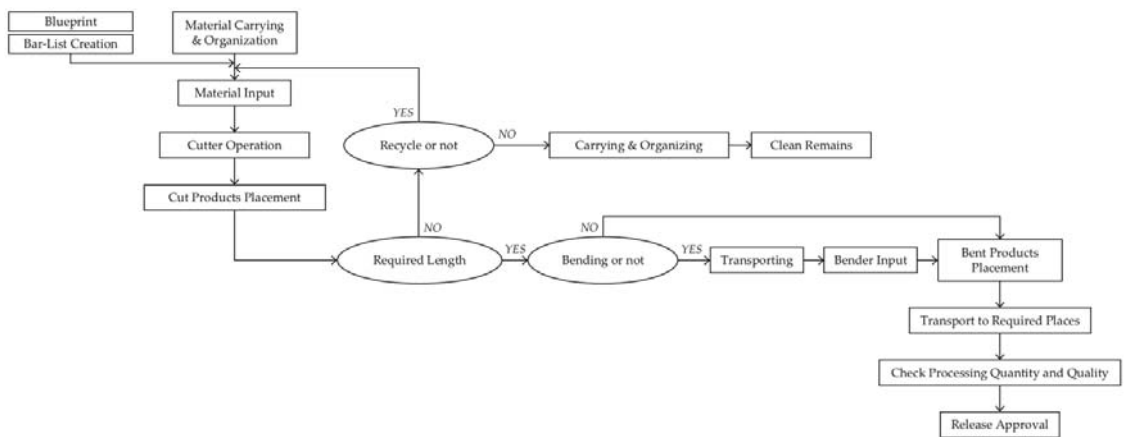 Blueprint
Bar-List Creation
Material Carrying
& Organization
Material Input
YES
Cutter Operation
Recycle or not
NO
Carrying & Organizing
Clean Remains
Cut Products Placement
NO
Required Length
YES
NO
Bending or not
YES
Transporting
Bender Input
Bent Products
Placement
Transport to Required Places
Check Processing Quantity and Quality
Release Approval